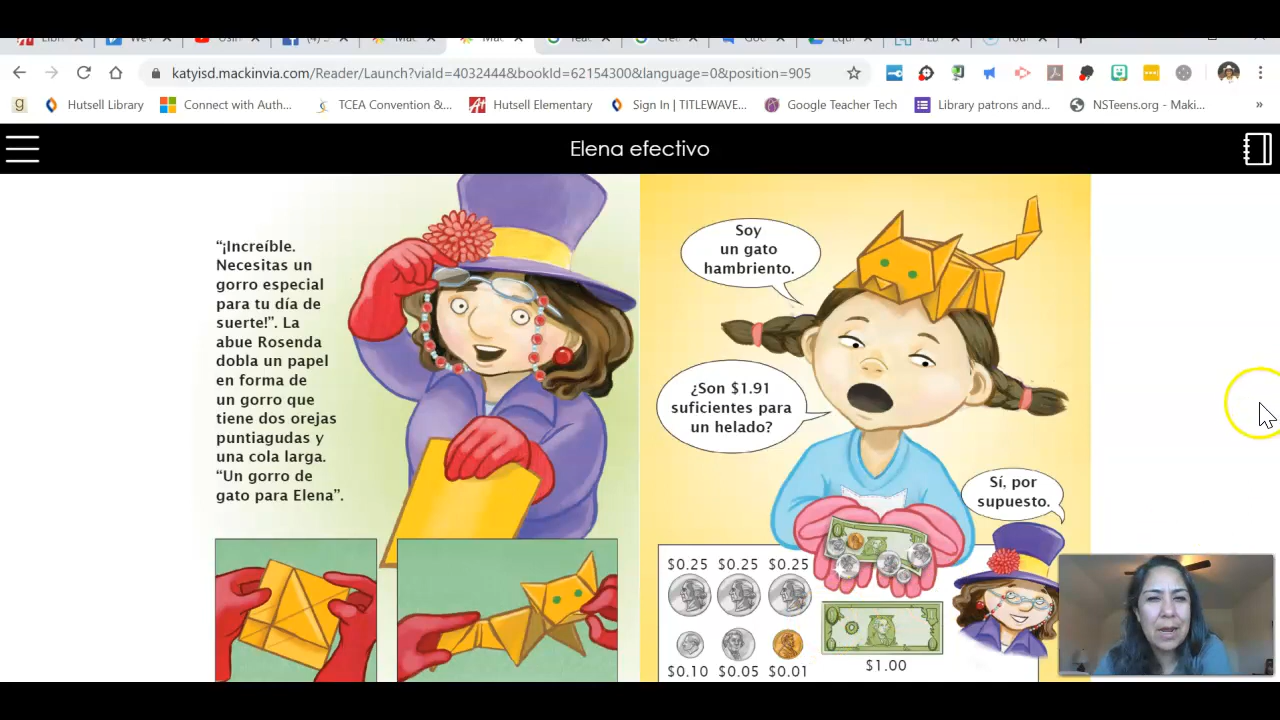 katyisd.mackinvia.com/Reader/Launch?viaId=4032444&bookId=62154300&language=0&position=905
Hutsell Library
Connect with Auth...
TCEA Convention &...
Hutsell Elementary
Sign In | TITLEWAVE...
Google Teacher Tech
Library patrons and...
NSTeens.org - Maki...
»
Elena efectivo
“¡Increíble.
Necesitas un
gorro especial
para tu día de
suerte!”. La
abue Rosenda
dobla un papel
en forma de
un gorro que
tiene dos orejas
puntiagudas y
una cola larga.
“Un gorro de
gato para Elena”.
Soy
un gato
hambriento.
¿Son $1.91
suficientes para
un helado?
Sí, por
supuesto.
$0.25 $0.25 $0.25
$0.10 $0.05 $0.01
$1.00